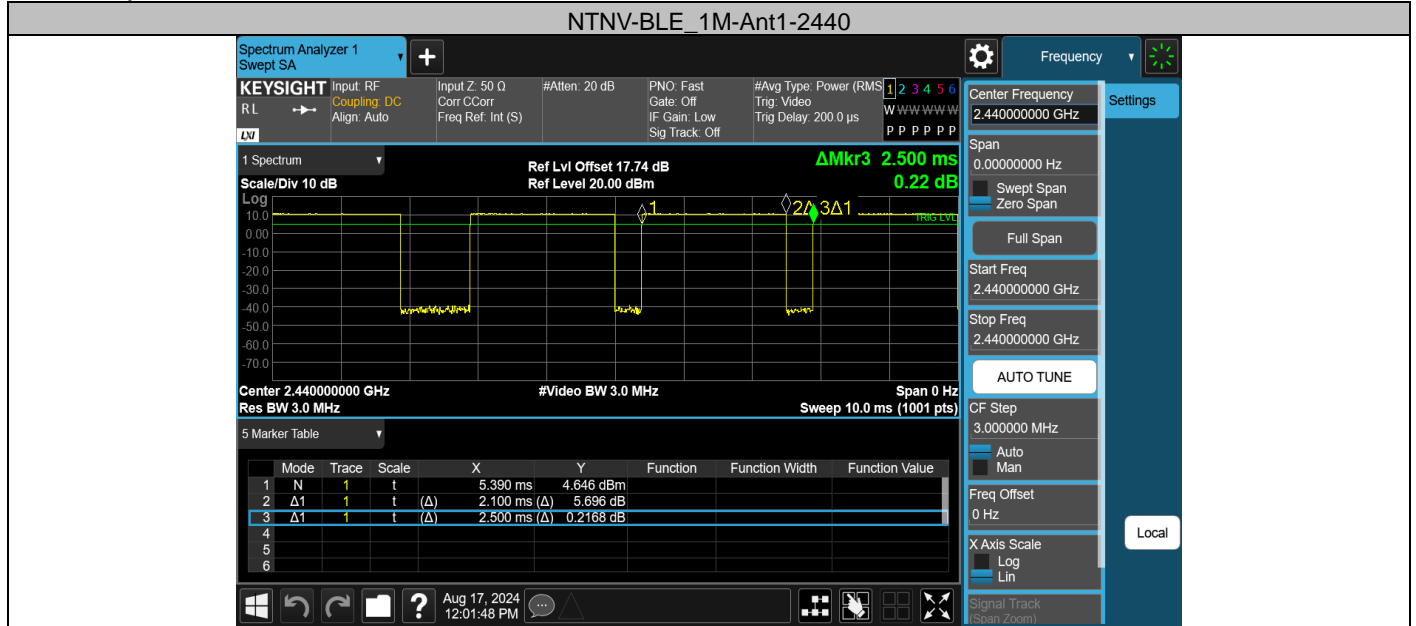 NTNV-BLE_1M-Ant1-2440
Spectrum Analyzer 1
Swept SA
+
Frequency
KEYSIGHT
RL
LXI
Input: RF
Coupling: DC
Align: Auto
Input Z: 50 Ω
Corr CCorr
Freq Ref: Int (S)
#Atten: 20 dB
PNO: Fast
Gate: Off
IF Gain: Low
Sig Track: Off
#Avg Type: Power (RMS
Trig: Video
Trig Delay: 200.0 µs
1 2 3 4 5 6
W W W W W W
P P P P P P
1 Spectrum
Scale/Div 10 dB
Ref Lvl Offset 17.74 dB
Ref Level 20.00 dBm
ΔMkr3 2.500 ms
0.22 dB
Log
10.0
0.00
-10.0
-20.0
-30.0
-40.0
-50.0
-60.0
-70.0
1
2Δ 3Δ1
TRIG LVL
Center 2.440000000 GHz
Res BW 3.0 MHz
#Video BW 3.0 MHz
Span 0 Hz
Sweep 10.0 ms (1001 pts)
5 Marker Table
Mode Trace Scale X Y Function Function Width Function Value
1 N 1 t 5.390 ms 4.646 dBm
2 Δ1 1 t (Δ) 2.100 ms (Δ) 5.696 dB
3 Δ1 1 t (Δ) 2.500 ms (Δ) 0.2168 dB
4
5
6
?
Aug 17, 2024
12:01:48 PM
Center Frequency
2.440000000 GHz
Settings
Span
0.00000000 Hz
Swept Span
Zero Span
Full Span
Start Freq
2.440000000 GHz
Stop Freq
2.440000000 GHz
AUTO TUNE
CF Step
3.000000 MHz
Auto
Man
Freq Offset
0 Hz
X Axis Scale
Log
Lin
Local
Signal Track
(Span Zoom)